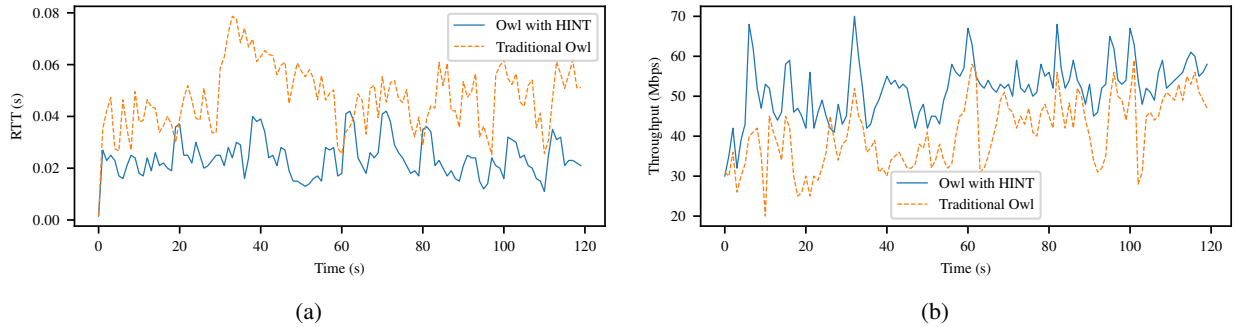 0.08
0.06
0.04
0.02
0.00
RTT (s)
Owl with HINT
Traditional Owl
0
20
40
60
80
100
120
Time (s)
(a)
70
60
50
40
30
20
Throughput (Mbps)
Owl with HINT
Traditional Owl
0
20
40
60
80
100
120
Time (s)
(b)